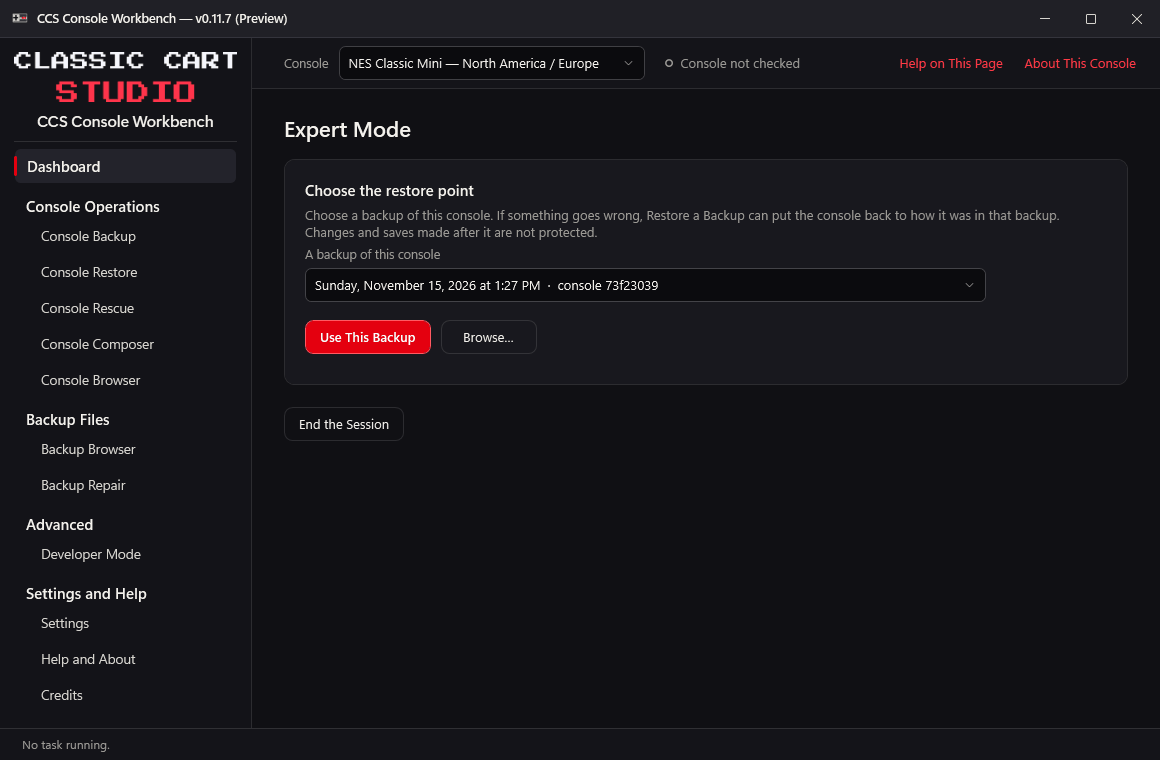 CCS Console Workbench — v0.11.7 (Preview)
CLASSIC CART
STUDIO
CCS Console Workbench
Dashboard
Console Operations
Console Backup
Console Restore
Console Rescue
Console Composer
Console Browser
Backup Files
Backup Browser
Backup Repair
Advanced
Developer Mode
Settings and Help
Settings
Help and About
Credits
Console
NES Classic Mini — North America / Europe
Console not checked
Help on This Page
About This Console
Expert Mode
Choose the restore point
Choose a backup of this console. If something goes wrong, Restore a Backup can put the console back to how it was in that backup.
Changes and saves made after it are not protected.
A backup of this console
Sunday, November 15, 2026 at 1:27 PM · console 73f23039
Use This Backup
Browse...
End the Session
No task running.